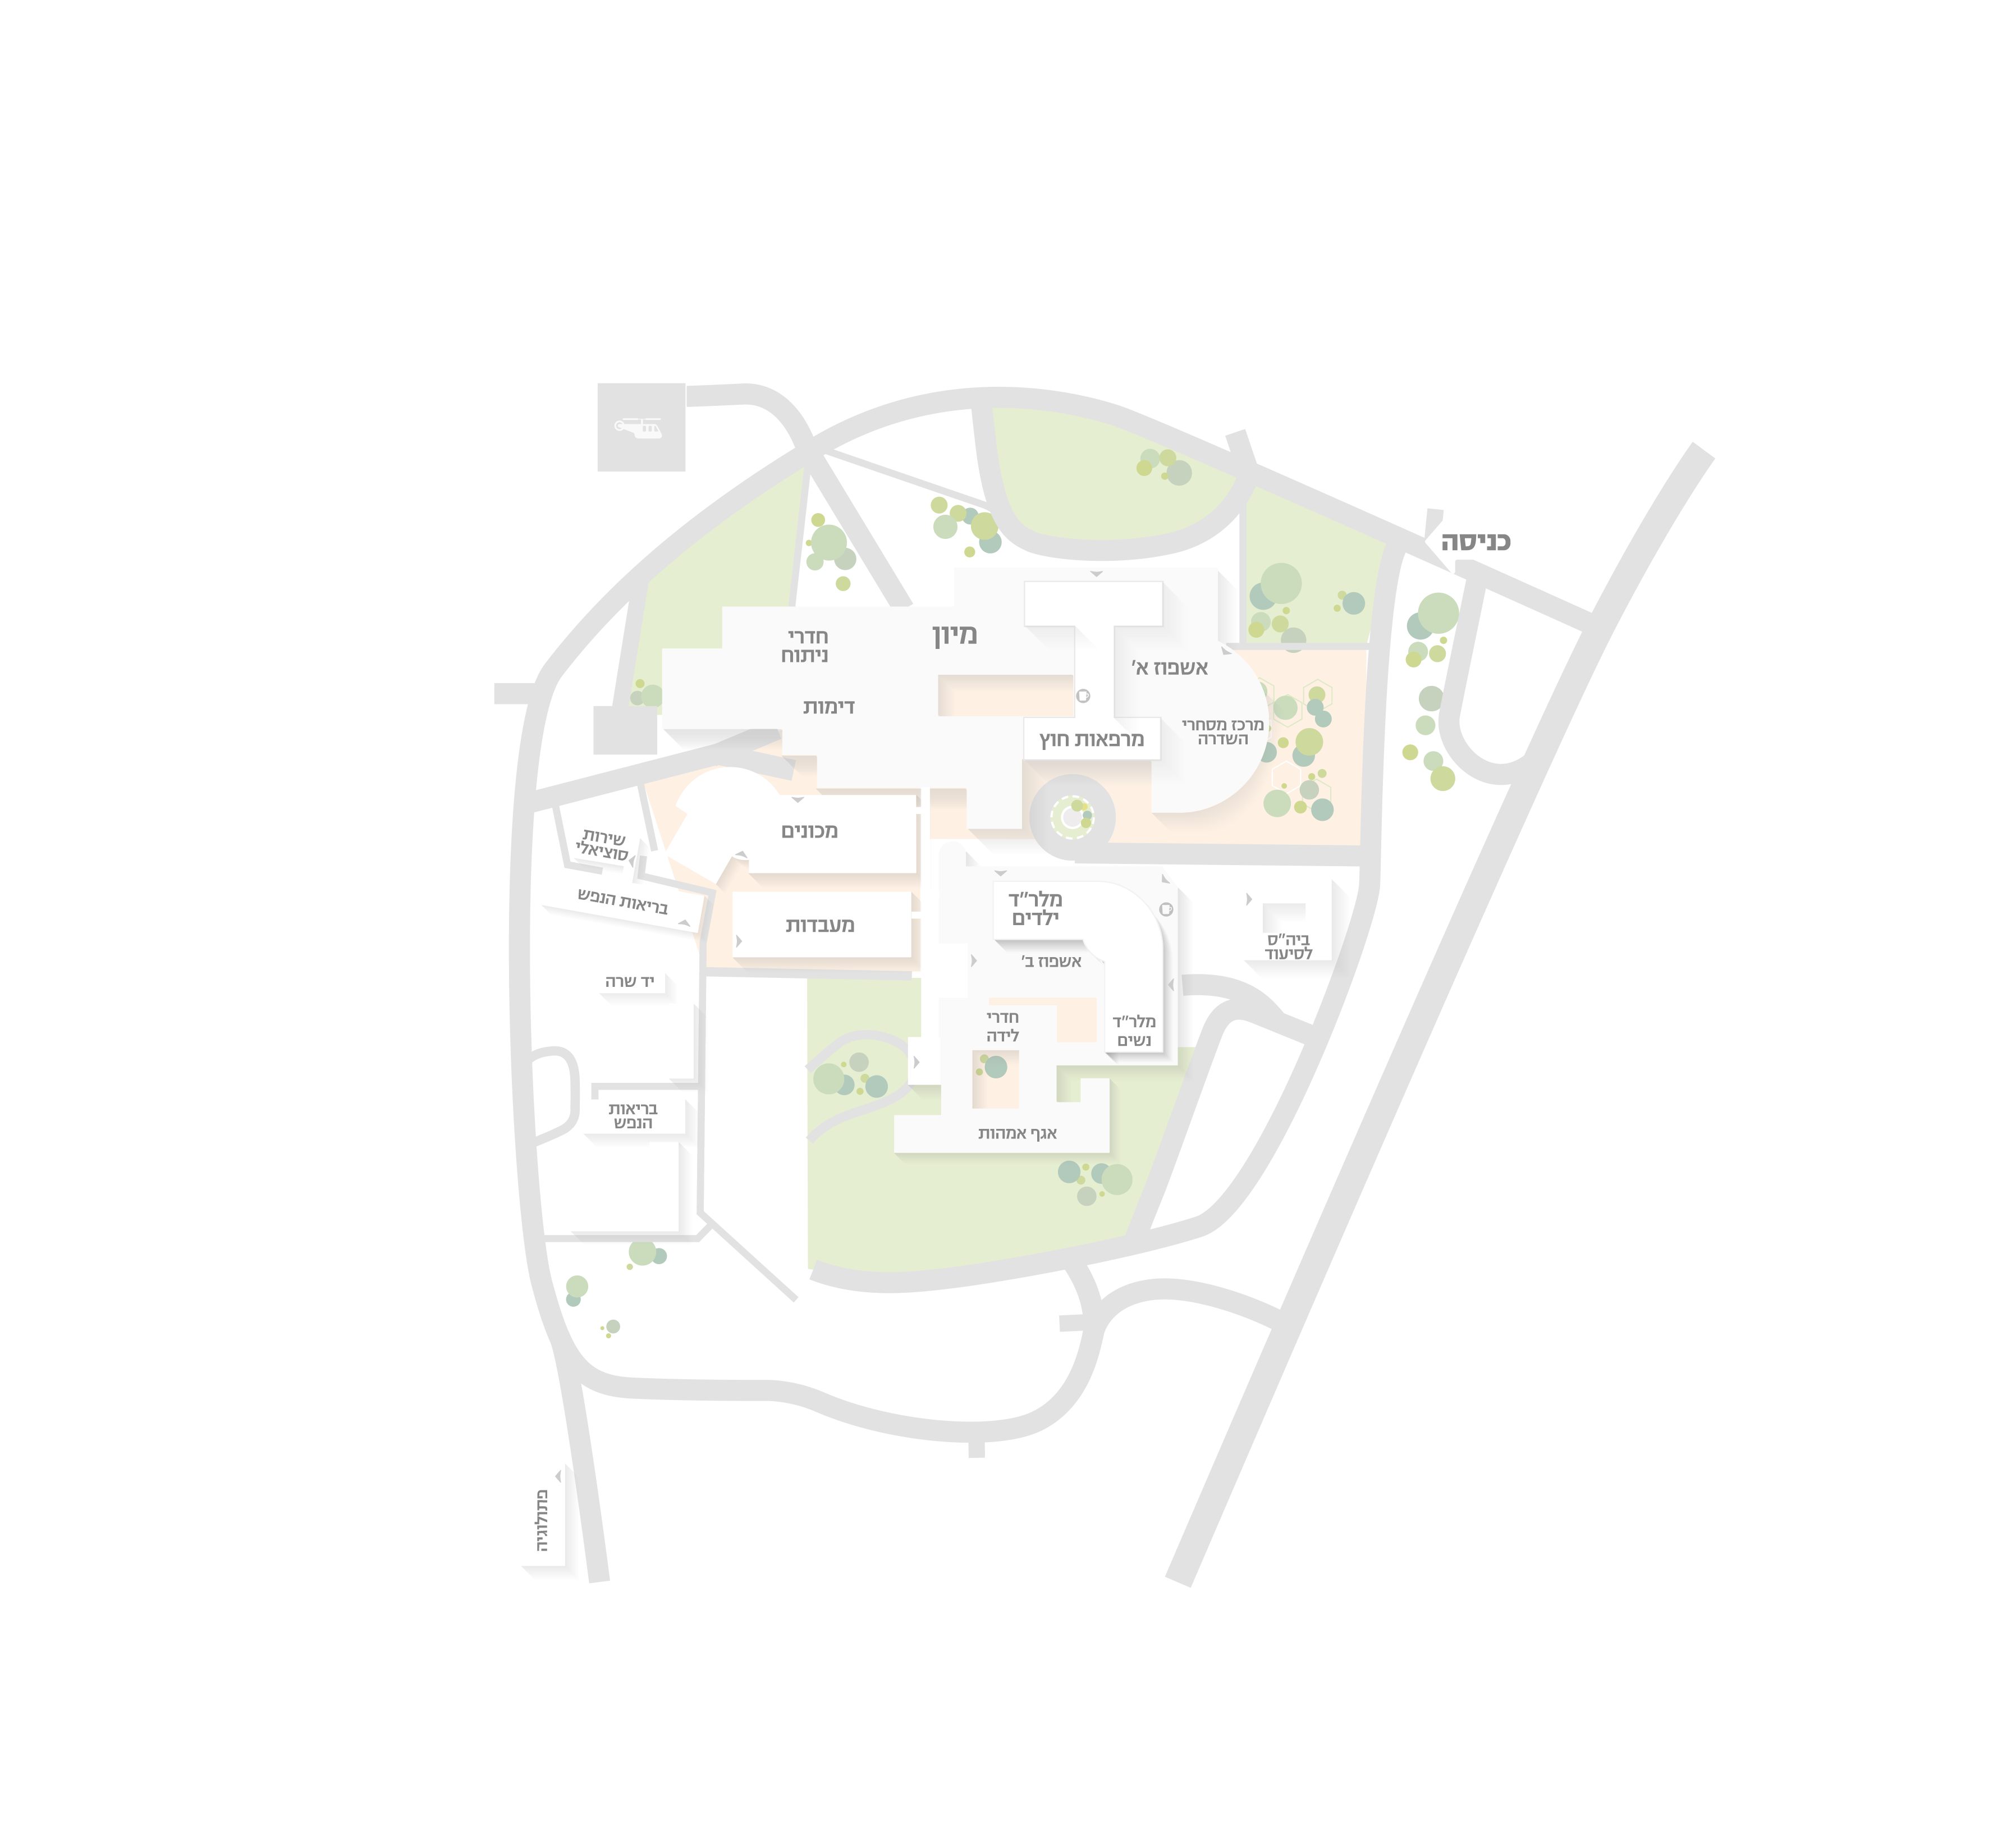 כניסה
מיון
חדרי
ניתוח
דימות
אשפוז א'
מרכז מסחרי
השדרה
מרפאות חוץ
מכונים
שירות
סוציאלי
בריאות הנפש
מעבדות
מלר"ד
ילדים
אשפוז ב'
ביה"ס
לסיעוד
יד שרה
חדרי
לידה
מלר"ד
נשים
בריאות
הנפש
אגף אמהות
פתולוגיה